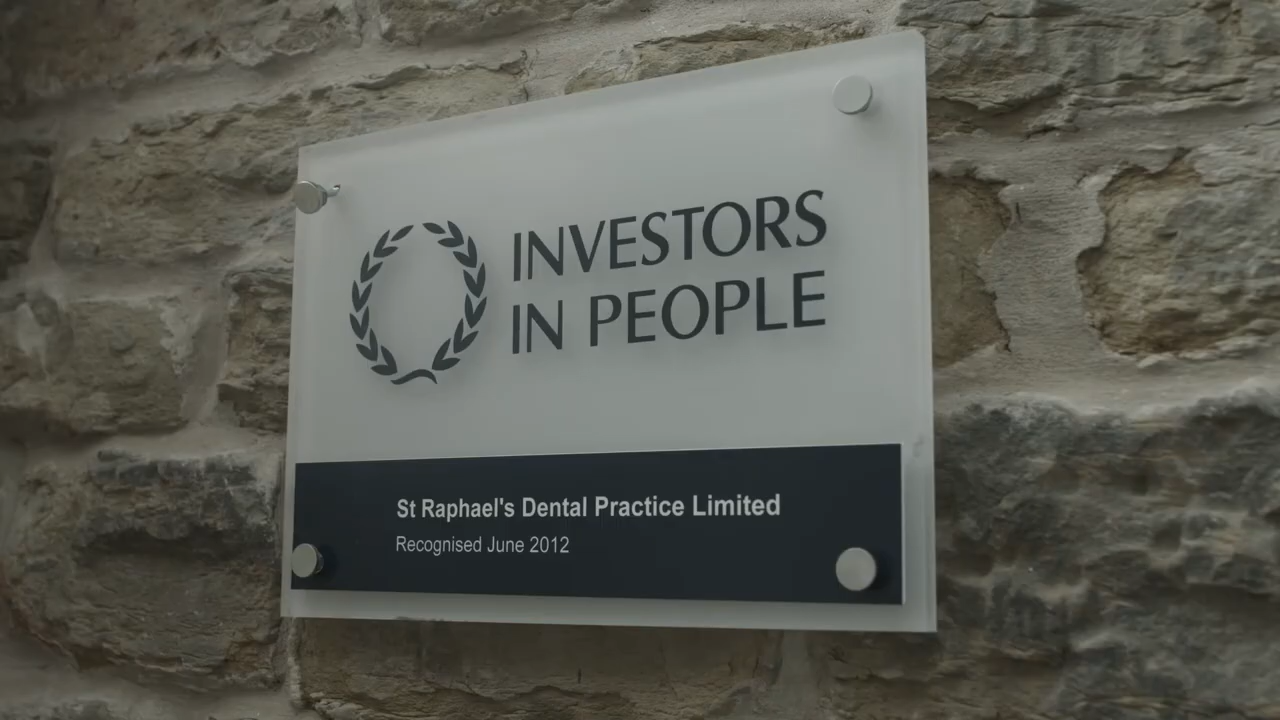 INVESTORS
IN PEOPLE
St Raphael's Dental Practice Limited
Recognised June 2012